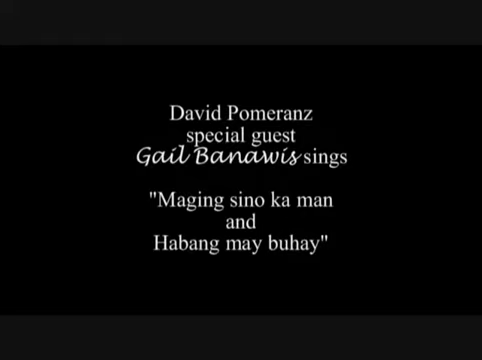 David Pomeranz
special guest
Gail Banawis sings
"Maging sino ka man
and
Habang may buhay"